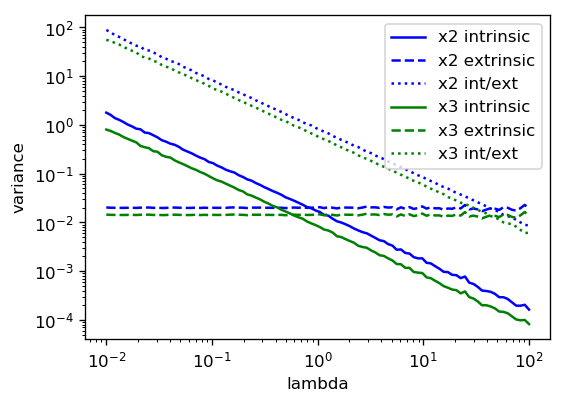 10²
10¹
10⁰
10⁻¹
10⁻²
10⁻³
10⁻⁴
variance
x2 intrinsic
x2 extrinsic
x2 int/ext
x3 intrinsic
x3 extrinsic
x3 int/ext
10⁻²
10⁻¹
10⁰
10¹
10²
lambda